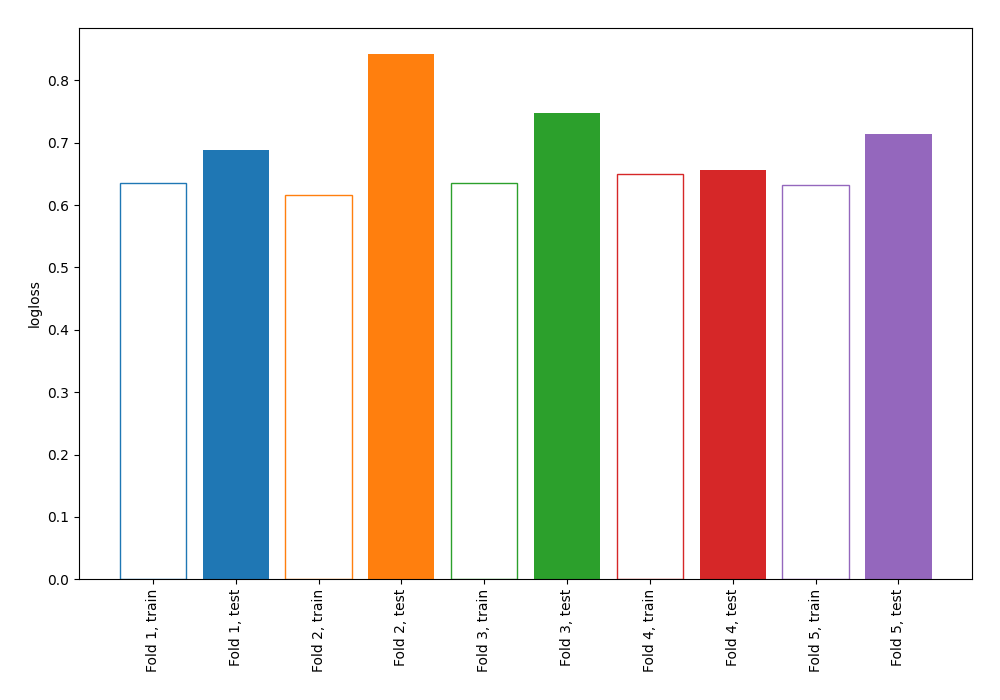 logloss
0.8
0.7
0.6
0.5
0.4
0.3
0.2
0.1
0.0
Fold 1, train
Fold 1, test
Fold 2, train
Fold 2, test
Fold 3, train
Fold 3, test
Fold 4, train
Fold 4, test
Fold 5, train
Fold 5, test